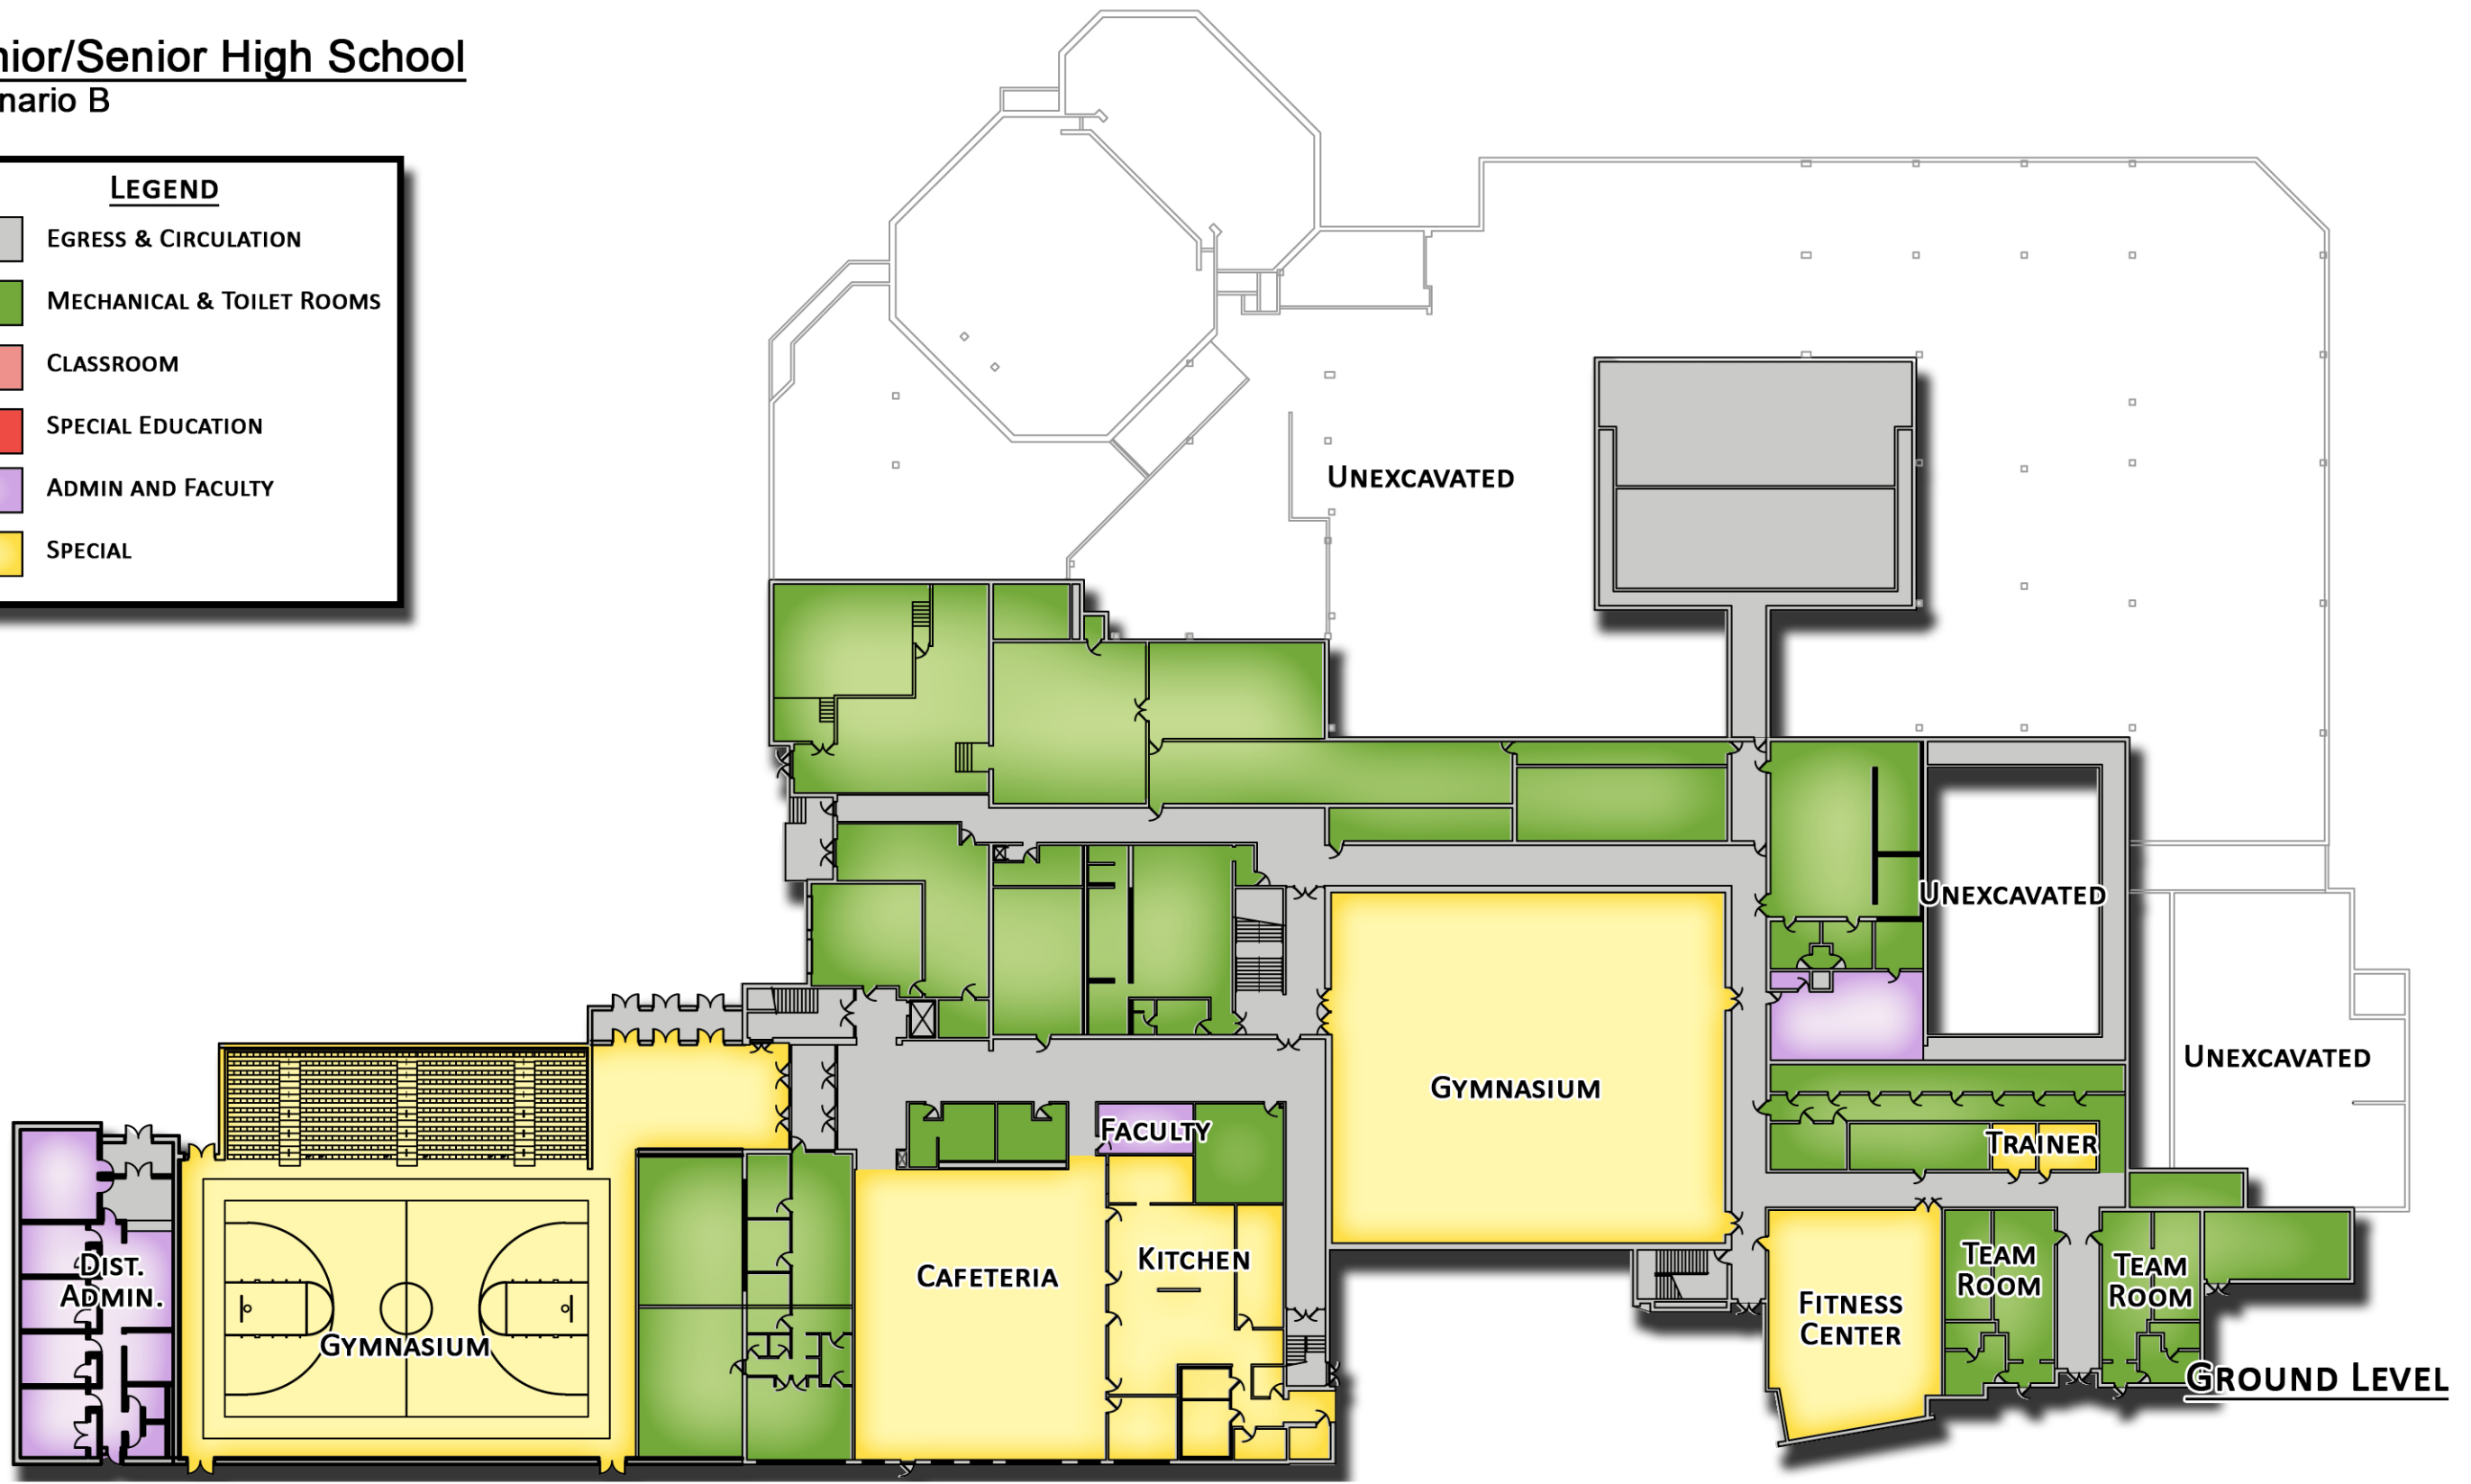 nior/Senior High School
nario B
LEGEND
EGRESS & CIRCULATION
MECHANICAL & TOILET ROOMS
CLASSROOM
SPECIAL EDUCATION
ADMIN AND FACULTY
SPECIAL
UNEXCAVATED
UNEXCAVATED
UNEXCAVATED
GYMNASIUM
FACULTY
TRAINER
DIST.
ADMIN.
GYMNASIUM
CAFETERIA
KITCHEN
FITNESS
CENTER
TEAM
ROOM
TEAM
ROOM
GROUND LEVEL